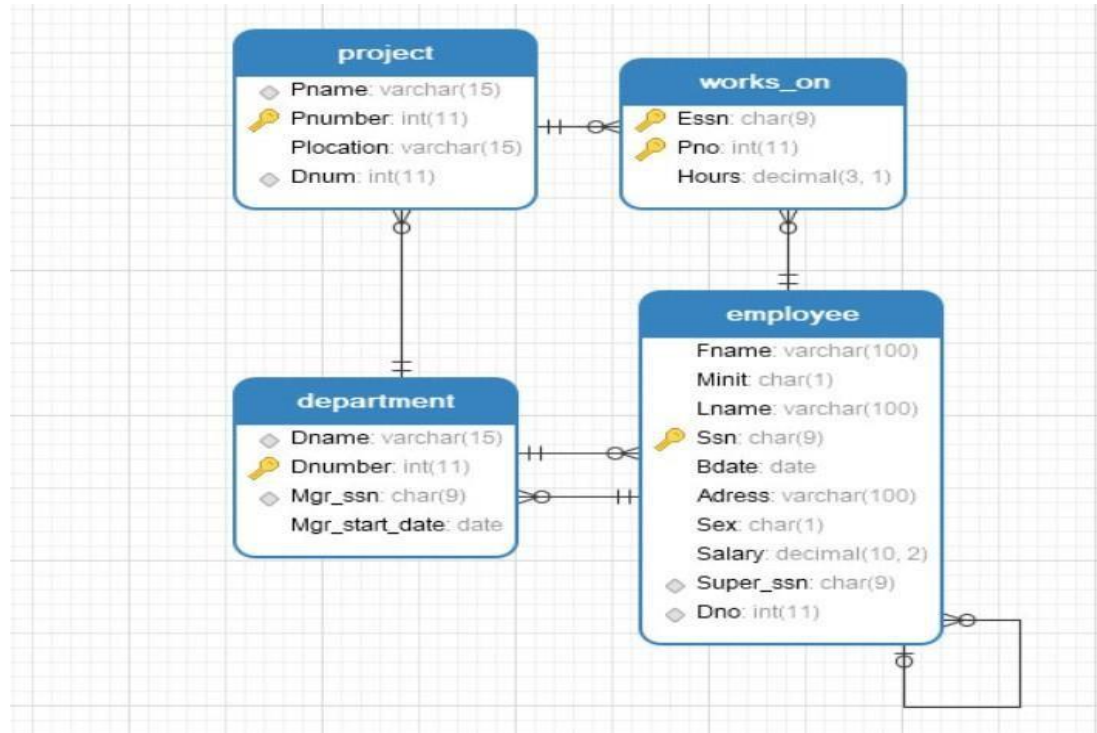 project
Pname: varchar(15)
Pnumber: int(11)
Plocation: varchar(15)
Dnum: int(11)
works_on
Essn: char(9)
Pno: int(11)
Hours: decimal(3, 1)
department
Dname: varchar(15)
Dnumber: int(11)
Mgr_ssn: char(9)
Mgr_start_date: date
employee
Fname: varchar(100)
Minit: char(1)
Lname: varchar(100)
Ssn: char(9)
Bdate: date
Adress: varchar(100)
Sex: char(1)
Salary: decimal(10, 2)
Super_ssn: char(9)
Dno: int(11)